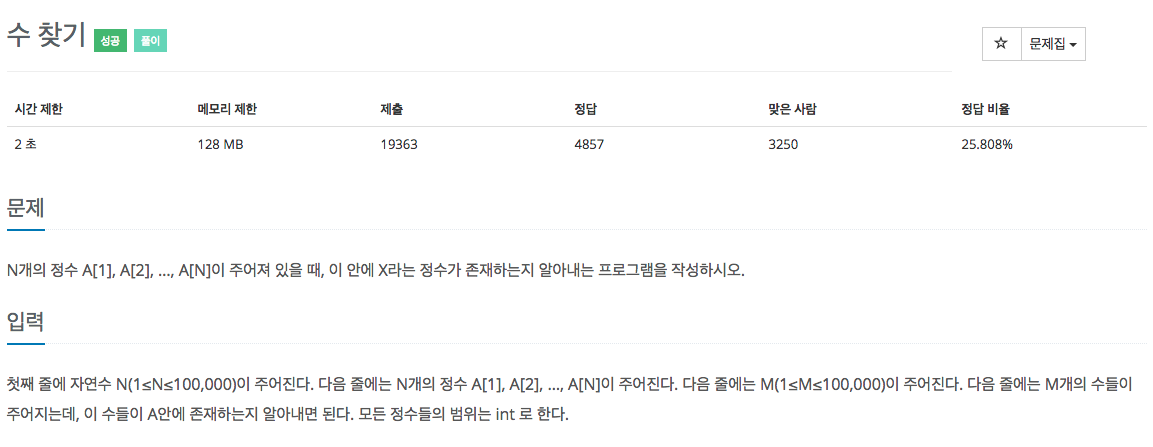 수 찾기 성공 풀이
☆ 문제집
시간 제한 메모리 제한 제출 정답 맞은 사람 정답 비율
2 초 128 MB 19363 4857 3250 25.808%
문제
N개의 정수 A[1], A[2], ..., A[N]이 주어져 있을 때, 이 안에 X라는 정수가 존재하는지 알아내는 프로그램을 작성하시오.
입력
첫째 줄에 자연수 N(1≤N≤100,000)이 주어진다. 다음 줄에는 N개의 정수 A[1], A[2], ..., A[N]이 주어진다. 다음 줄에는 M(1≤M≤100,000)이 주어진다. 다음 줄에는 M개의 수들이
주어지는데, 이 수들이 A안에 존재하는지 알아내면 된다. 모든 정수들의 범위는 int 로 한다.